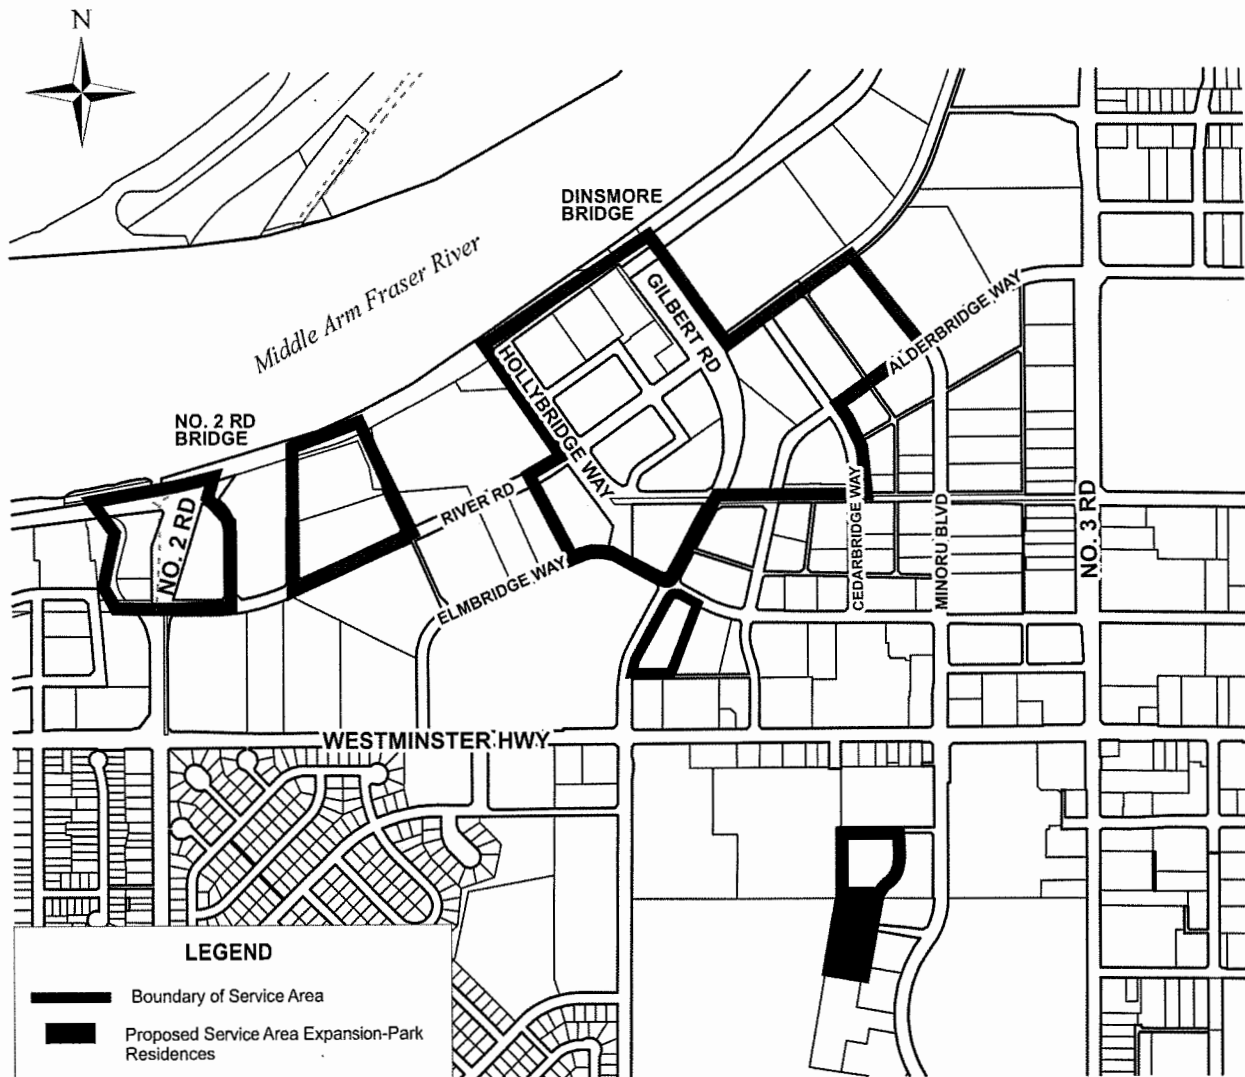 N
DINSMORE
BRIDGE
Middle Arm Fraser River
GILBERT RD
ALDERBRIDGE WAY
HOLLYBRIDGE WAY
NO. 2 RD
BRIDGE
RIVER RD
NO. 2 RD
ELMBRIDGE WAY
CEDARBRIDGE WAY
MINORU BLVD
NO. 3 RD
WESTMINSTER HWY
LEGEND
Boundary of Service Area
Proposed Service Area Expansion-Park
Residences